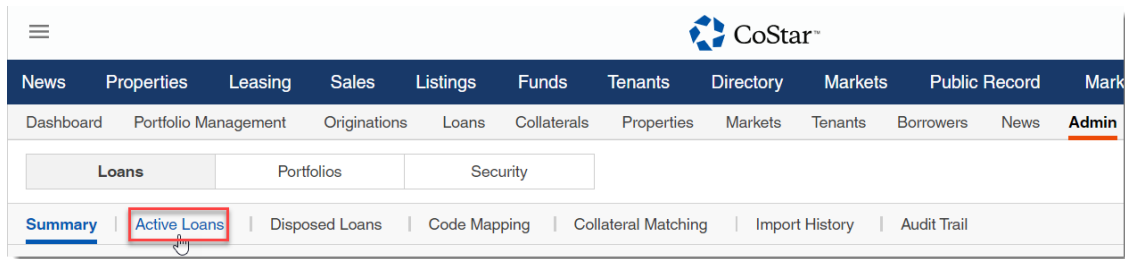 CoStar™
News Properties Leasing Sales Listings Funds Tenants Directory Markets Public Record Mark
Dashboard Portfolio Management Originations Loans Collaterals Properties Markets Tenants Borrowers News Admin
Loans Portfolios Security
Summary | Active Loans | Disposed Loans | Code Mapping | Collateral Matching | Import History | Audit Trail